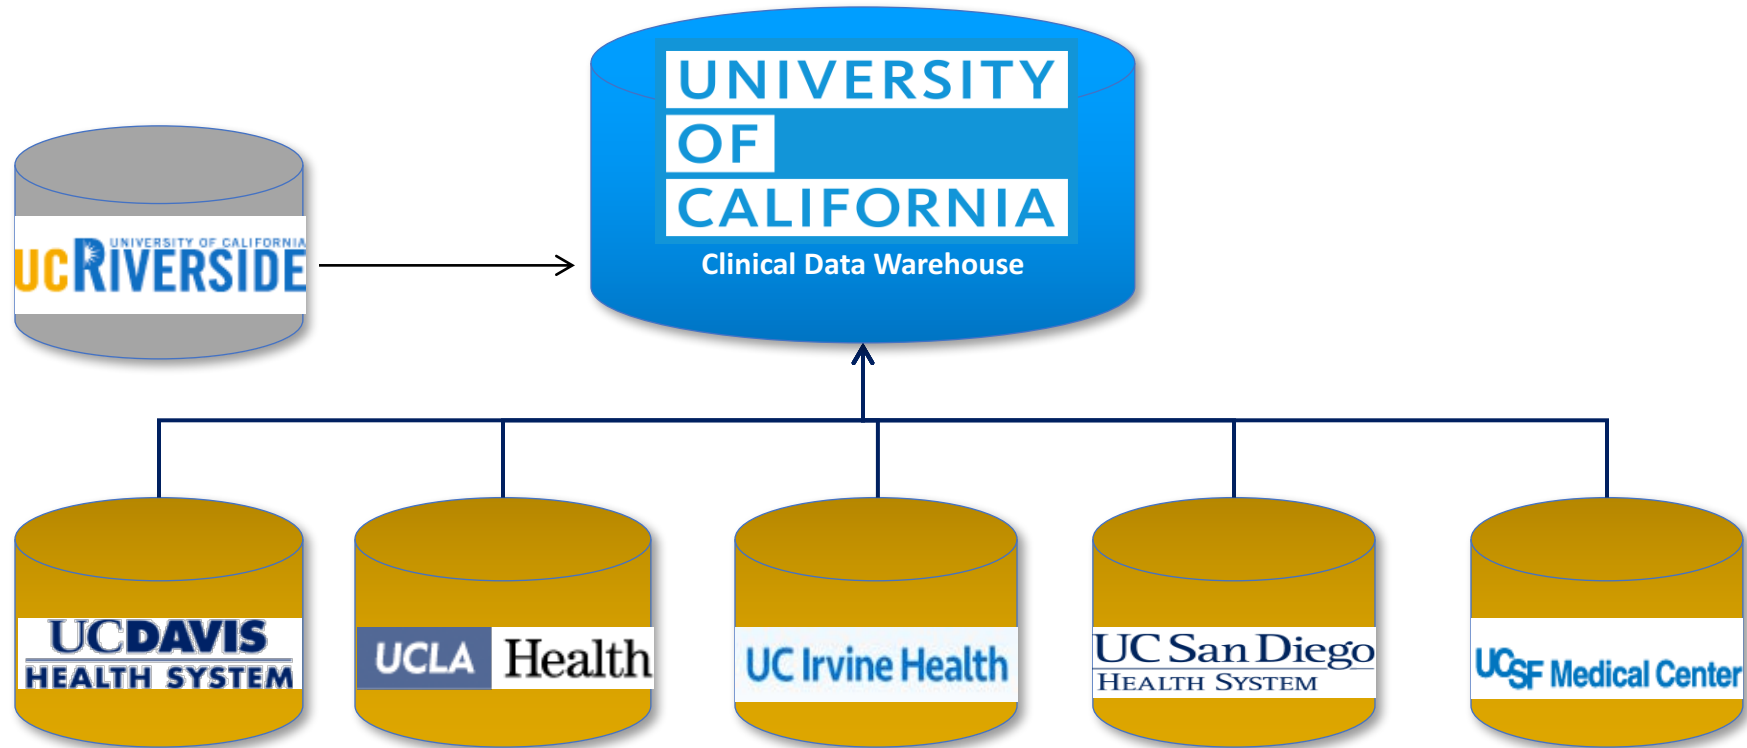 UNIVERSITY
OF
CALIFORNIA
Clinical Data Warehouse
UNIVERSITY OF CALIFORNIA
UCRIVERSIDE
UCDAVIS
HEALTH SYSTEM
UCLA Health
UC Irvine Health
UC San Diego
HEALTH SYSTEM
UCSF Medical Center